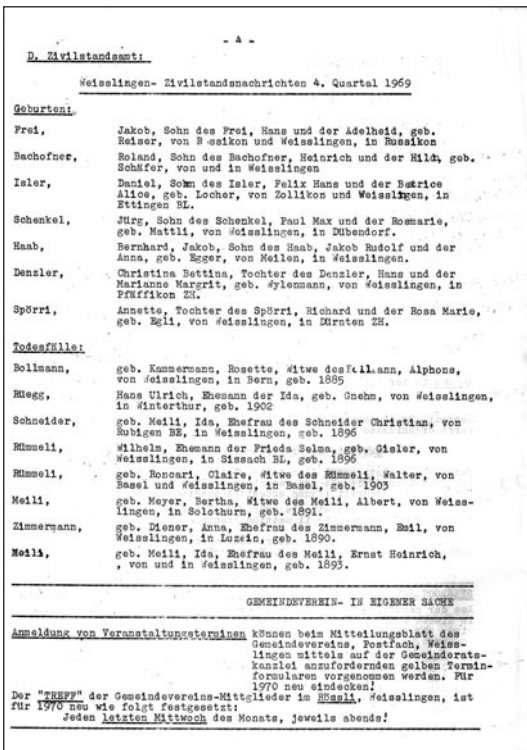 - 4 -
D. Zivilstandsamt:
Weisslingen- Zivilstandsnachrichten 4. Quartal 1969
Geburten:
Frei, Jakob, Sohn des Frei, Hans und der Adelheid, geb.
Reiser, von Russikon und Weisslingen, in Russikon
Bachofner, Roland, Sohn des Bachofner, Heinrich und der Hilda, geb.
Schäfer, von und in Weisslingen
Isler, Daniel, Sohn des Isler, Felix Hans und der Betrice
Alice, geb. Locher, von Zollikon und Weisslingen, in
Ettingen BL.
Schenkel, Jürg, Sohn des Schenkel, Paul Max und der Rosmarie,
geb. Mattli, von Weisslingen, in Dübendorf.
Haab, Bernhard, Jakob, Sohn des Haab, Jakob Rudolf und der
Anna, geb. Egger, von Meilen, in Weisslingen.
Denzler, Christina Bettina, Tochter des Denzler, Hans und der
Marianne Margrit, geb. Wylenmann, von Weisslingen, in
Pfäffikon ZH.
Spörri, Annette, Tochter des Spörri, Richard und der Rosa Marie,
geb. Egli, von Weisslingen, in Dürnten ZH.
Todesfälle:
Bollmann, geb. Kammermann, Rosette, Witwe des Alphons,
von Weisslingen, in Bern, geb. 1885
Rüegg, Hans Ulrich, Ehemann der Ida, geb. Gnehm, von Weisslingen,
in Winterthur, geb. 1902
Schneider, geb. Meili, Ida, Ehefrau des Schneider Christian, von
Rubigen BE, in Weisslingen, geb. 1896
Rümmeli, Wilhelm, Ehemann der Frieda Selma, geb. Gisler, von
Weisslingen, in Sissach BL, geb. 1896
Rümmeli, geb. Roncari, Claire, Witwe des Rümmeli, Walter, von
Basel und Weisslingen, in Basel, geb. 1903
Meili, geb. Meyer, Bertha, Witwe des Meili, Albert, von Weiss-
lingen, in Solothurn, geb. 1891.
Zimmermann, geb. Diener, Anna, Ehefrau des Zimmermann, Emil, von
Weisslingen, in Luzein, geb. 1890.
Meili, geb. Meili, Ida, Ehefrau des Meili, Ernst Heinrich,
, von und in Weisslingen, geb. 1893.
GEMEINDEVEREIN- IN EIGENER SACHE
Anmeldung von Veranstaltungsterminen können beim Mitteilungsblatt des
Gemeindevereins, Postfach, Weiss-
lingen mittels auf der Gemeinderats-
kanzlei anzufordernden gelben Termin-
formularen vorgenommen werden. Für
1970 neu eindecken!
Der "TREFF" der Gemeindevereins-Mittglieder im Rössli, Weisslingen, ist
für 1970 neu wie folgt festgesetzt:
Jeden letzten Mittwoch des Monats, jeweils abends!